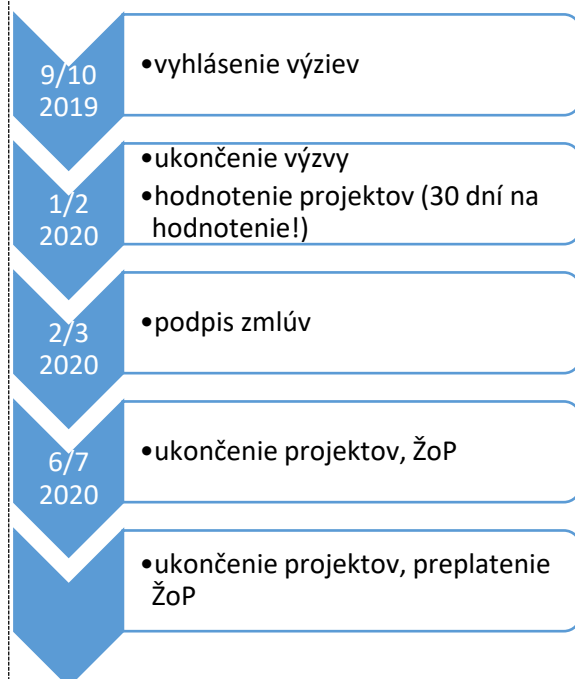 9/10
2019
•vyhlásenie výziev
1/2
2020
•ukončenie výzvy
•hodnotenie projektov (30 dní na
hodnotenie!)
2/3
2020
•podpis zmlúv
6/7
2020
•ukončenie projektov, ŽoP
•ukončenie projektov, preplatenie
ŽoP